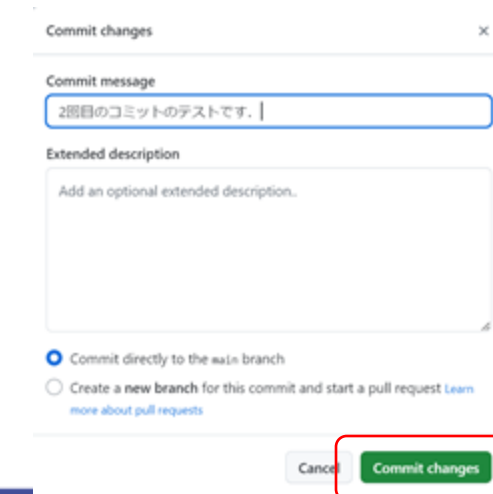 Commit changes
×
Commit message
2回目のコミットのテストです．
Extended description
Add an optional extended description..
Commit directly to the main branch
Create a new branch for this commit and start a pull request Learn
more about pull requests
Cancel
Commit changes